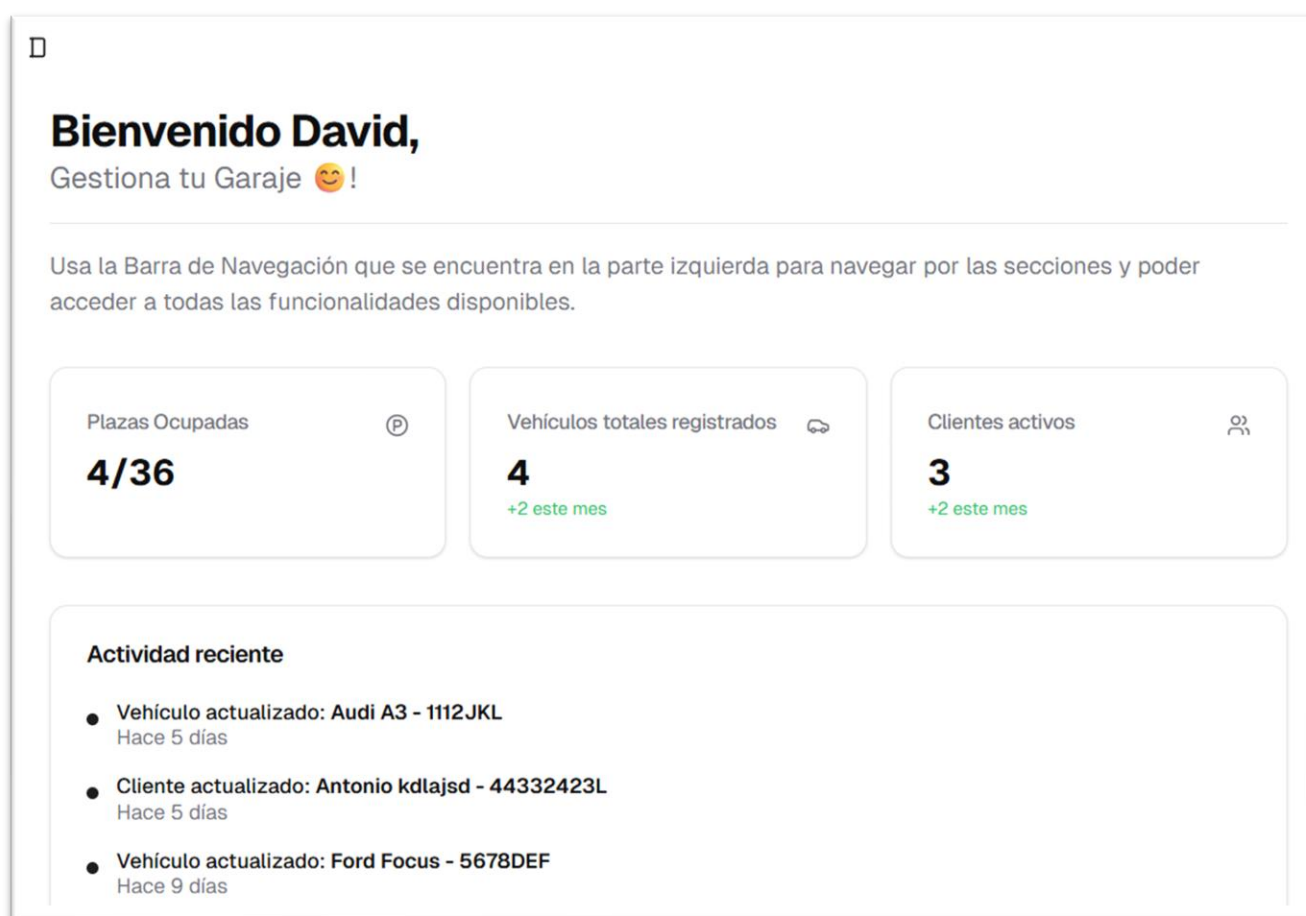 Bienvenido David,
Gestiona tu Garaje 😊!
Usa la Barra de Navegación que se encuentra en la parte izquierda para navegar por las secciones y poder
acceder a todas las funcionalidades disponibles.
Plazas Ocupadas
4/36
Vehículos totales registrados
4
+2 este mes
Clientes activos
3
+2 este mes
Actividad reciente
Vehículo actualizado: Audi A3 - 1112JKL
Hace 5 días
Cliente actualizado: Antonio kdlajsd - 44332423L
Hace 5 días
Vehículo actualizado: Ford Focus - 5678DEF
Hace 9 días